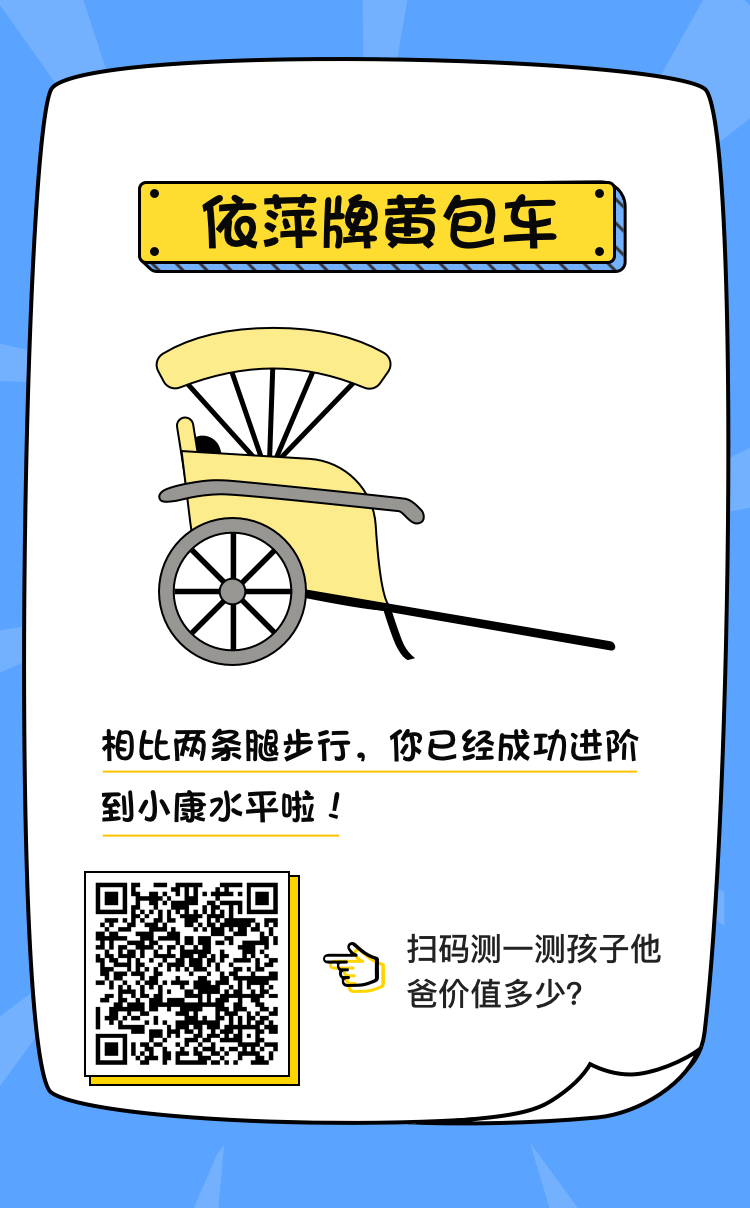 依萍牌黄包车
相比两条腿步行，你已经成功进阶
到小康水平啦！
扫码测一测孩子他
爸价值多少？